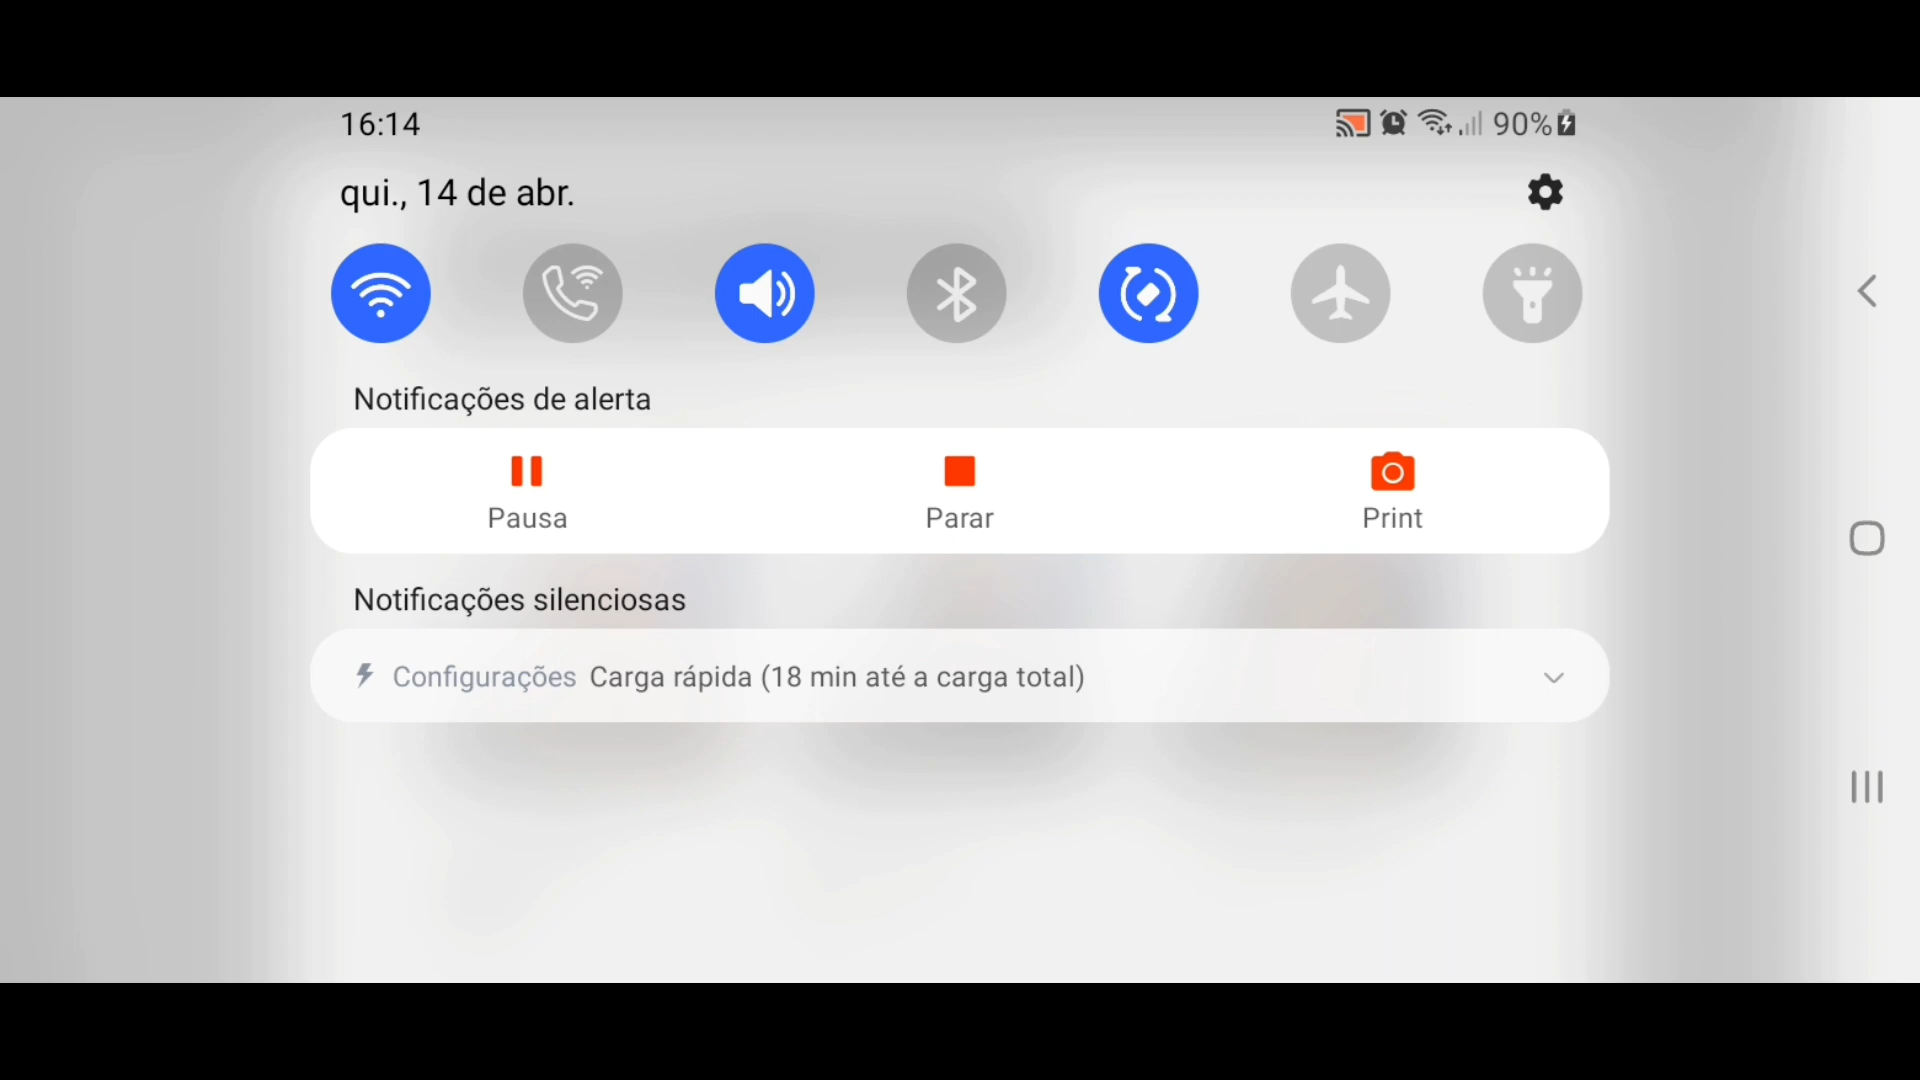 16:14
90%
qui., 14 de abr.
Notificações de alerta
Pausa
Parar
Print
Notificações silenciosas
Configurações Carga rápida (18 min até a carga total)